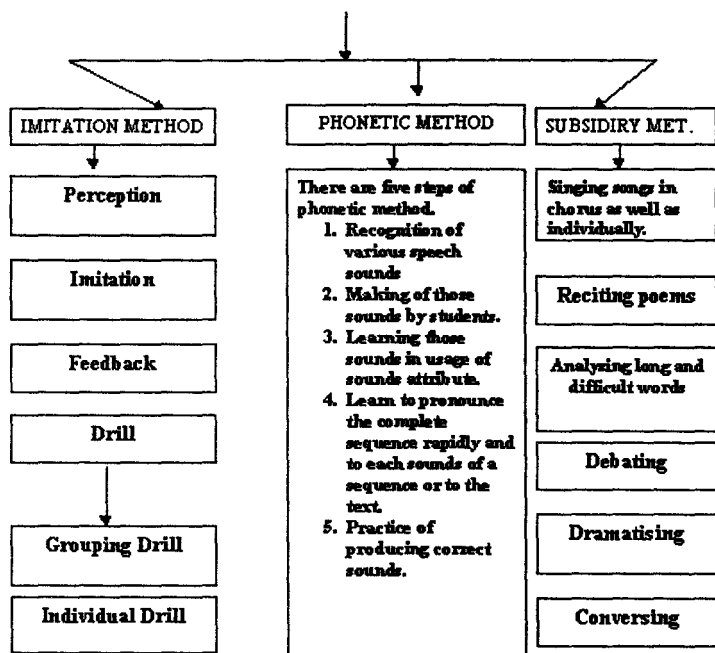 IMITATION METHOD
Perception
Imitation
Feedback
Drill
Grouping Drill
Individual Drill
PHONETIC METHOD
There are five steps of
phonetic method.
1. Recognition of
various speech
sounds
2. Making of those
sounds by students.
3. Learning those
sounds in usage of
sounds attribute.
4. Learn to pronounce
the complete
sequence rapidly and
to each sounds of a
sequence or to the
text.
5. Practice of
producing correct
sounds.
SUBSIDIRY MET.
Singing songs in
chorus as well as
individually.
Reciting poems
Analyzing long and
difficult words
Debating
Dramatising
Conversing